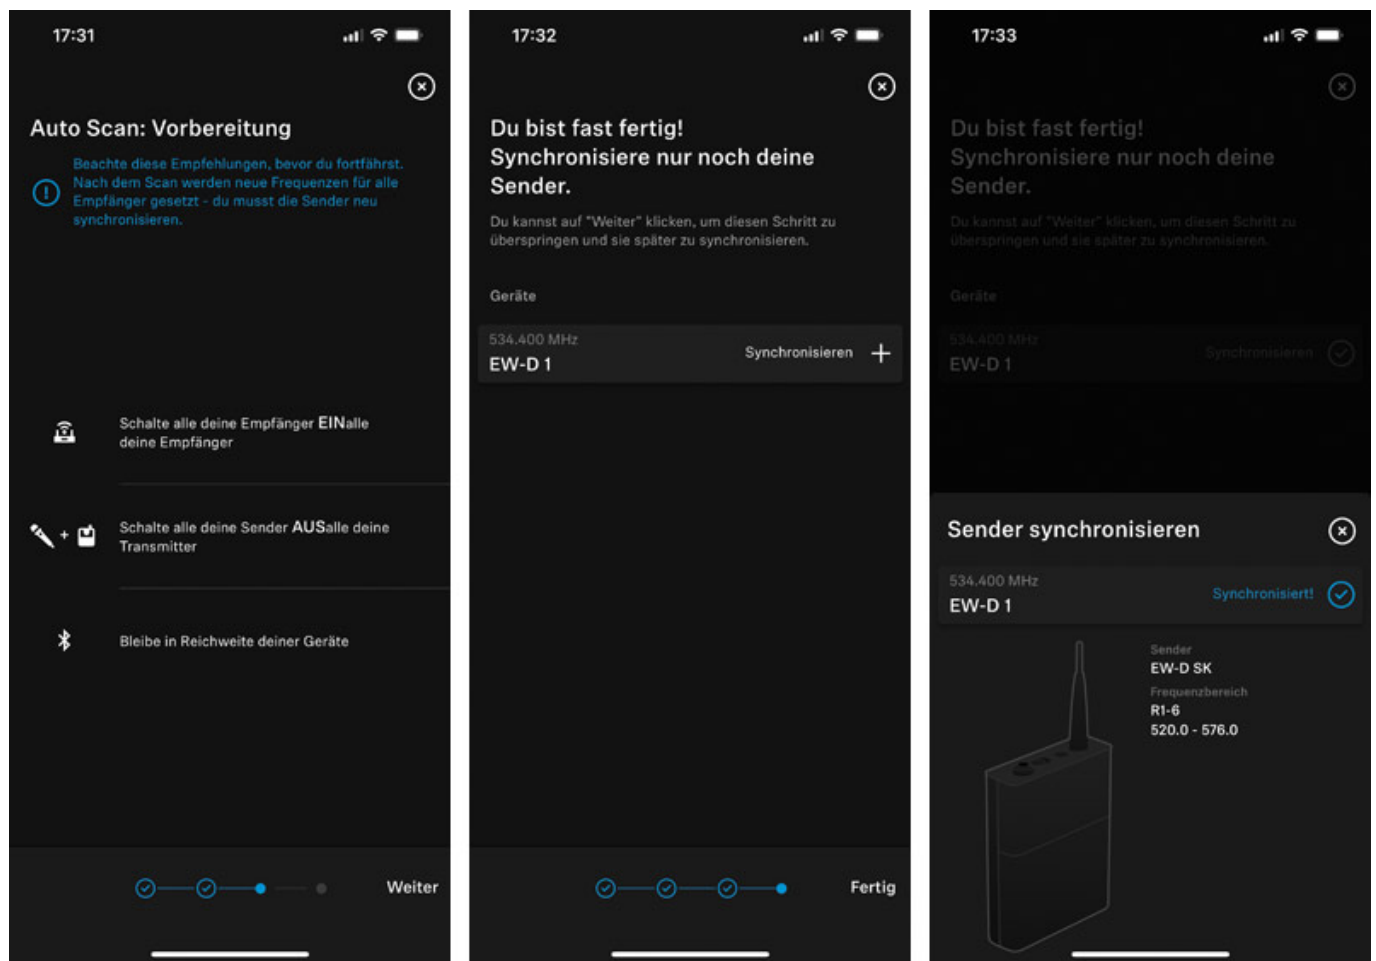 17:31
Auto Scan: Vorbereitung
Beachte diese Empfehlungen, bevor du fortfährst.
Nach dem Scan werden neue Frequenzen für alle
Empfänger gesetzt - du musst die Sender neu
synchronisieren.
Schalte alle deine Empfänger EINalle
deine Empfänger
Schalte alle deine Sender AUSalle deine
Transmitter
Bleibe in Reichweite deiner Geräte
Weiter
17:32
Du bist fast fertig!
Synchronisiere nur noch deine
Sender.
Du kannst auf "Weiter" klicken, um diesen Schritt zu
überspringen und sie später zu synchronisieren.
Geräte
534.400 MHz
EW-D 1
Synchronisieren
Fertig
17:33
Du bist fast fertig!
Synchronisiere nur noch deine
Sender.
Du kannst auf "Weiter" klicken, um diesen Schritt zu
überspringen und sie später zu synchronisieren.
Geräte
534.400 MHz
EW-D 1
Synchronisieren
Sender synchronisieren
534.400 MHz
EW-D 1
Synchronisiert!
Sender
EW-D SK
Frequenzbereich
R1-6
520.0 - 576.0